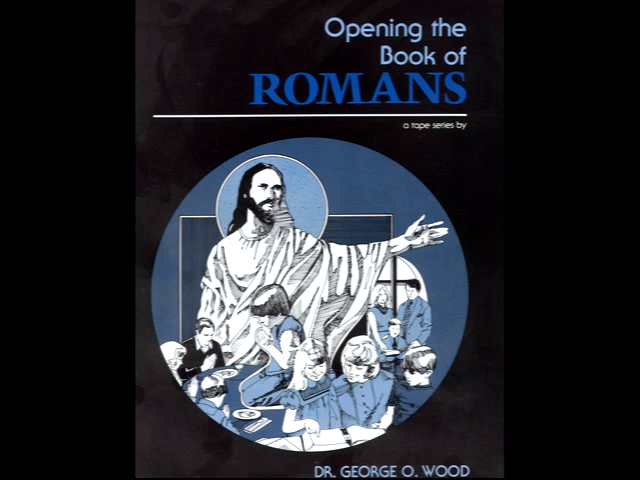 Opening the
Book of
ROMANS
a tape series by
DR. GEORGE O. WOOD